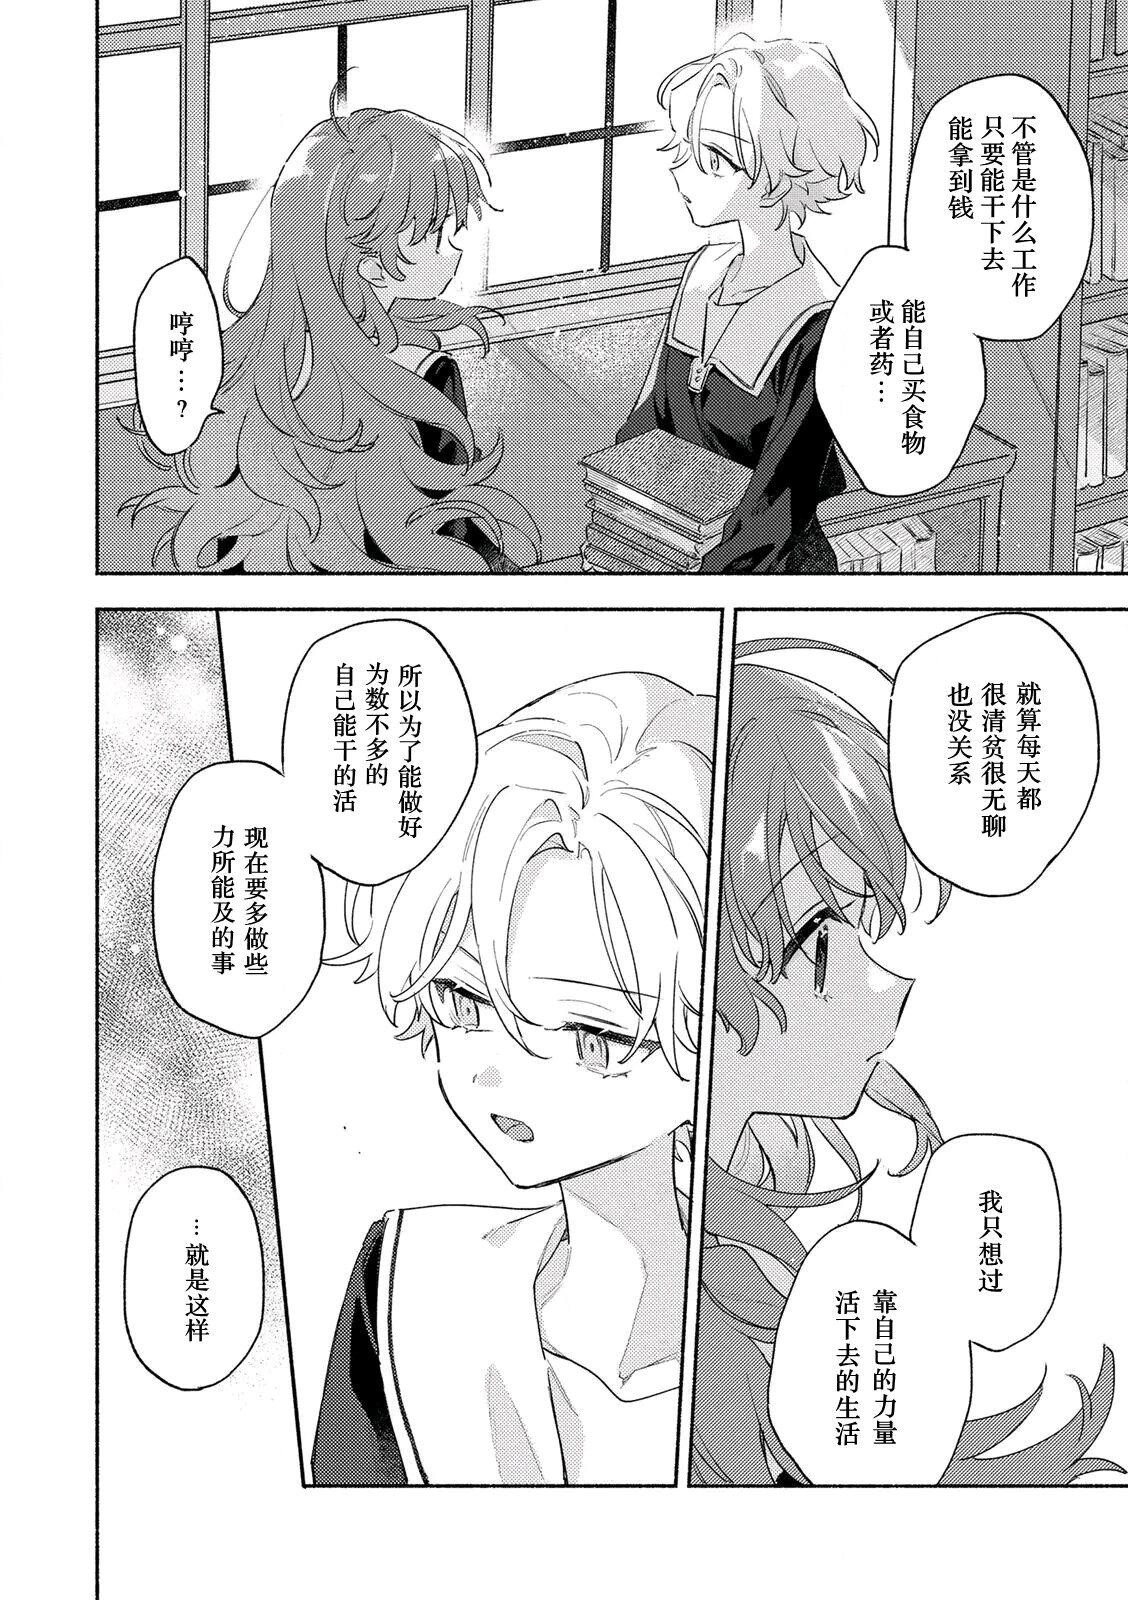 不管是什么工作
只要能干下去
能拿到钱
能自己买食物
或者药…
哼哼…?
就算每天都
很清贫很无聊
也没关系
我只想过
靠自己的力量
活下去的生活
所以为了能做好
为数不多的
自己能干的活
现在要多做些
力所能及的事
…就是这样